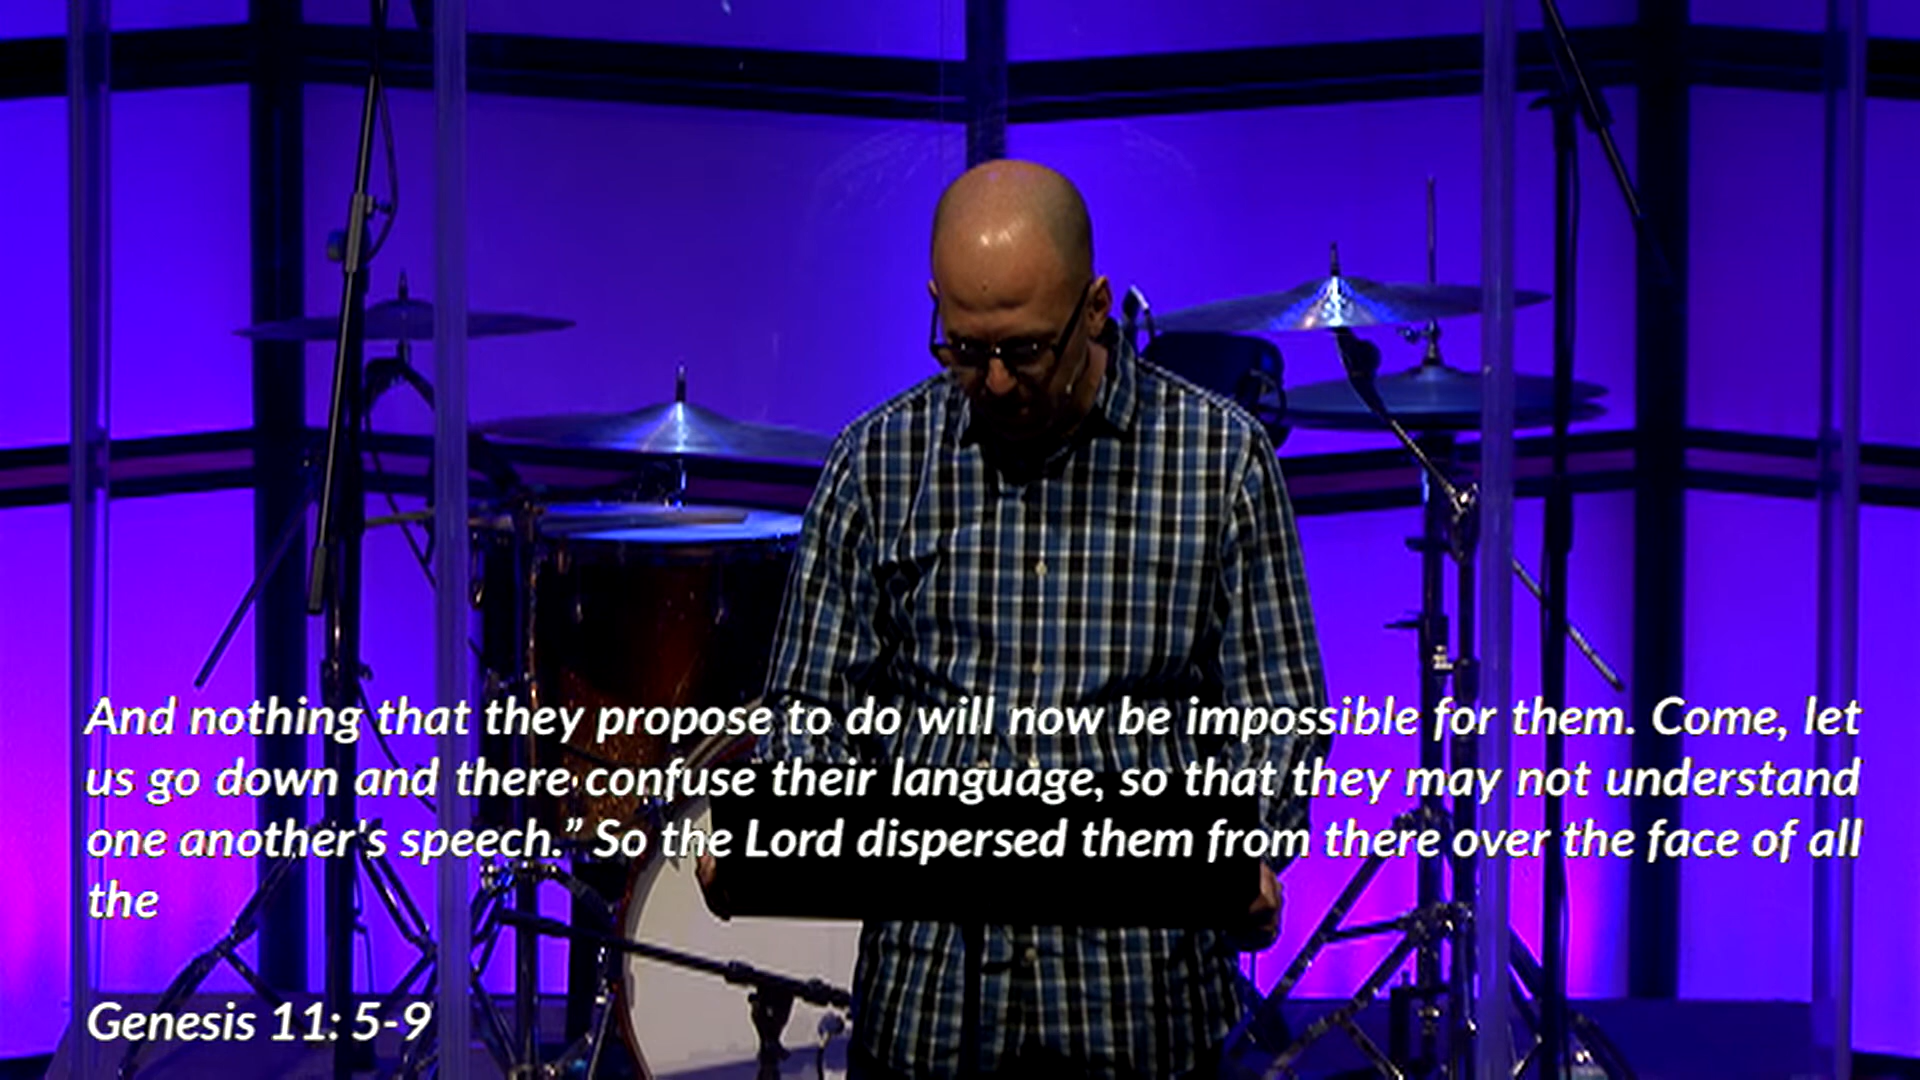 And nothing that they propose to do will now be impossible for them. Come, let
us go down and there confuse their language, so that they may not understand
one another's speech.” So the Lord dispersed them from there over the face of all
the
Genesis 11: 5-9